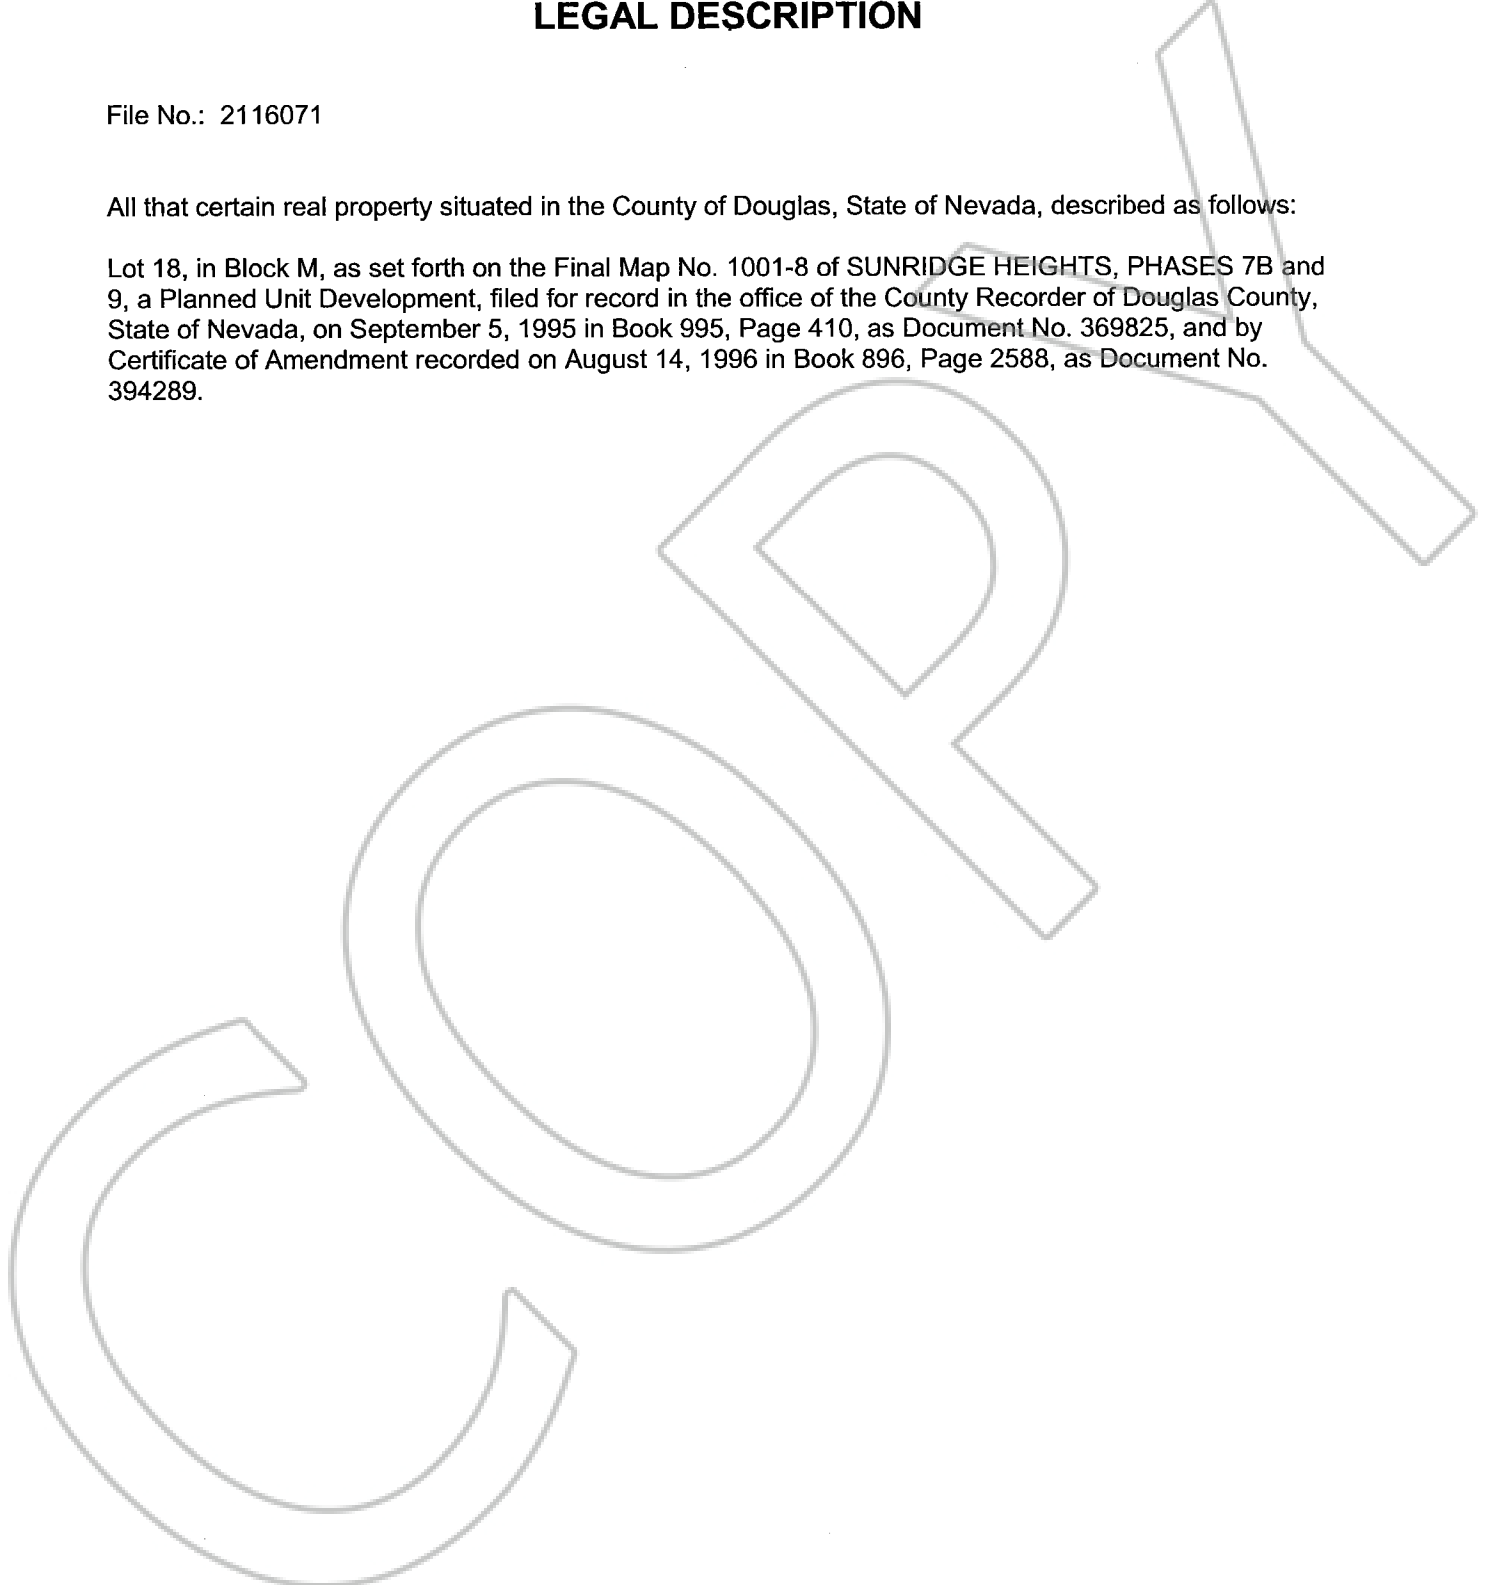 LEGAL DESCRIPTION
File No.: 2116071
All that certain real property situated in the County of Douglas, State of Nevada, described as follows:
Lot 18, in Block M, as set forth on the Final Map No. 1001-8 of SUNRIDGE HEIGHTS, PHASES 7B and
9, a Planned Unit Development, filed for record in the office of the County Recorder of Douglas County,
State of Nevada, on September 5, 1995 in Book 995, Page 410, as Document No. 369825, and by
Certificate of Amendment recorded on August 14, 1996 in Book 896, Page 2588, as Document No.
394289.
COPY